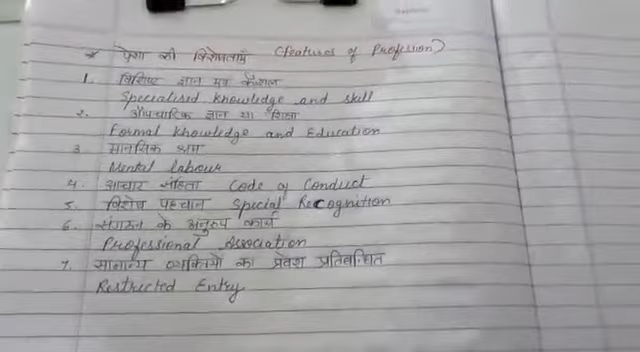 * पेशा की विशेषताएँ (features of Profession)
1. विशिष्ट ज्ञान एवं कौशल
Specialised knowledge and skill
2. औपचारिक ज्ञान या शिक्षा
Formal knowledge and Education
3 मानसिक श्रम
Mental labour
4. आचार संहिता Code of Conduct
5. विशेष पहचान Special Recognition
6. संगठन के अनुरूप कार्य
Professional Association
7. सामान्य व्यक्तियों का प्रवेश प्रतिबन्धित
Restricted Entry